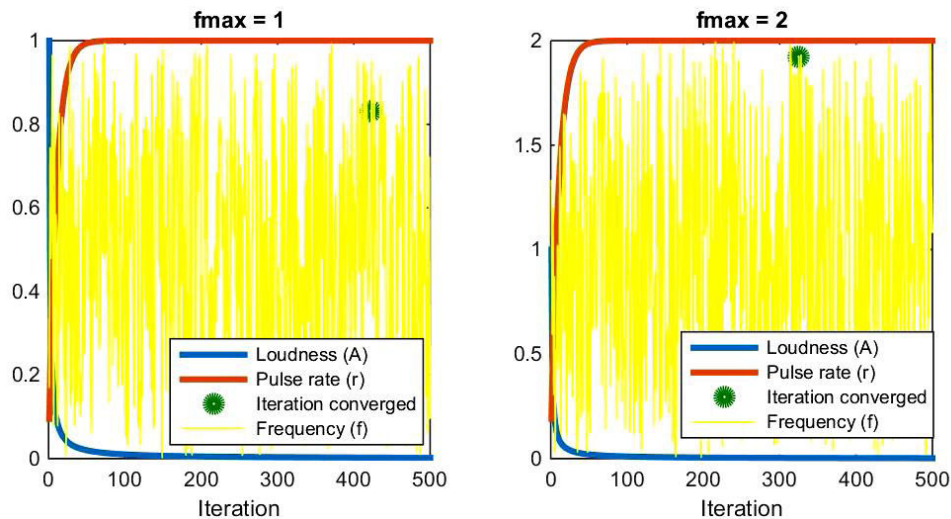 fmax = 1
1
0.8
0.6
0.4
0.2
0
0
100
200
300
400
500
Iteration
Loudness (A)
Pulse rate (r)
Iteration converged
Frequency (f)
fmax = 2
2
1.5
1
0.5
0
0
100
200
300
400
500
Iteration
Loudness (A)
Pulse rate (r)
Iteration converged
Frequency (f)